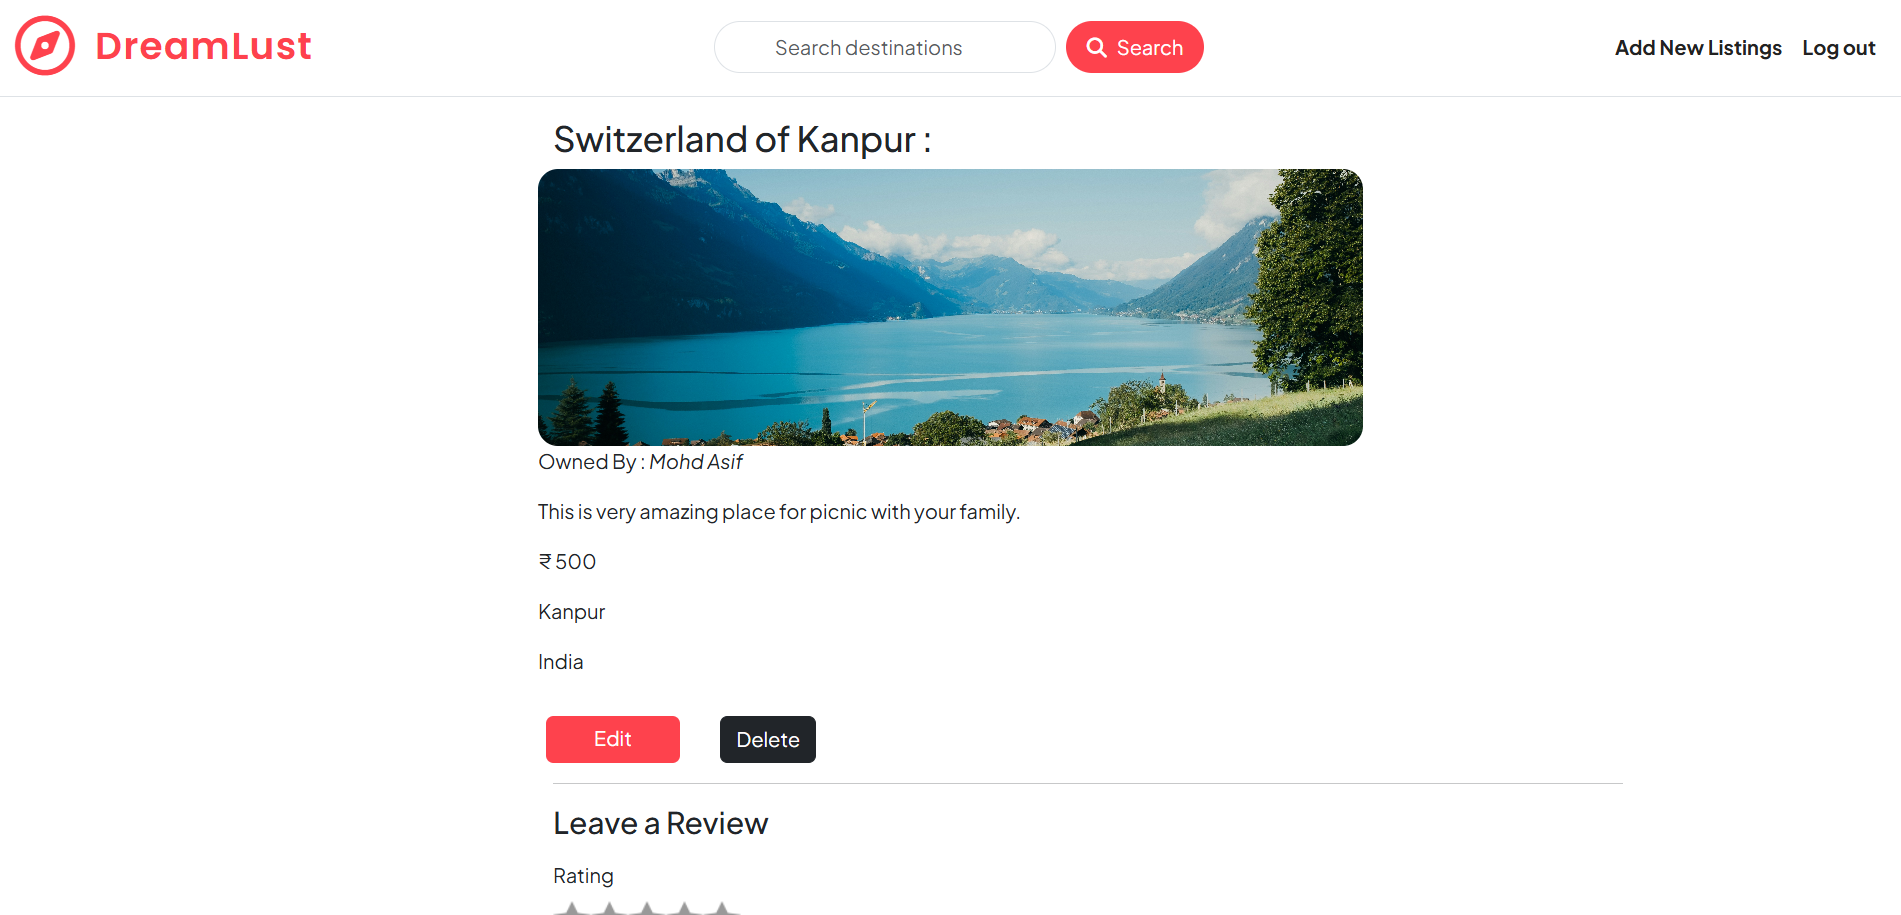 DreamLust
Search destinations
Search
Add New Listings
Log out
Switzerland of Kanpur :
Owned By : Mohd Asif
This is very amazing place for picnic with your family.
₹ 500
Kanpur
India
Edit
Delete
Leave a Review
Rating